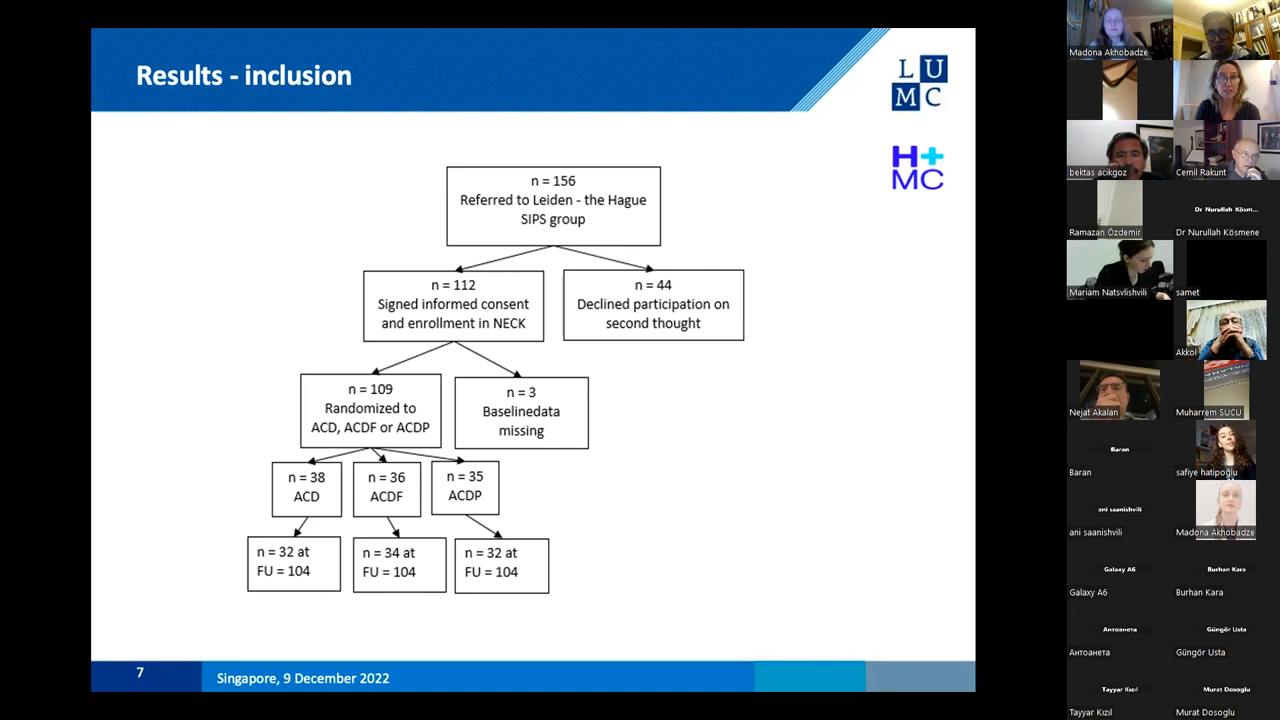 Results - inclusion
L U
M C
H+
MC
n = 156
Referred to Leiden - the Hague
SIPS group
n = 112
Signed informed consent
and enrollment in NECK
n = 44
Declined participation on
second thought
n = 109
Randomized to
ACD, ACDF or ACDP
n = 3
Baselinedata
missing
n = 38
ACD
n = 36
ACDF
n = 35
ACDP
n = 32 at
FU = 104
n = 34 at
FU = 104
n = 32 at
FU = 104
7
Singapore, 9 December 2022
Madona Akhobadze
bektas acikgoz
Cemil Rakunt
Ramazan Özdemir
Dr Nurullah Kösm...
Dr Nurullah Kösmene
Mariam Natsvlishvili
samet
Akkol
Nejat Akalan
Muharrem SUCU
Baran
Baran
safiye hatipoğlu
ani saanishvili
ani saanishvili
Madona Akhobadze
Galaxy A6
Galaxy A6
Burhan Kara
Burhan Kara
Антоанета
Антоанета
Güngör Usta
Güngör Usta
Tayyar Kızıl
Tayyar Kızıl
Murat Dosoglu
Murat Dosoglu